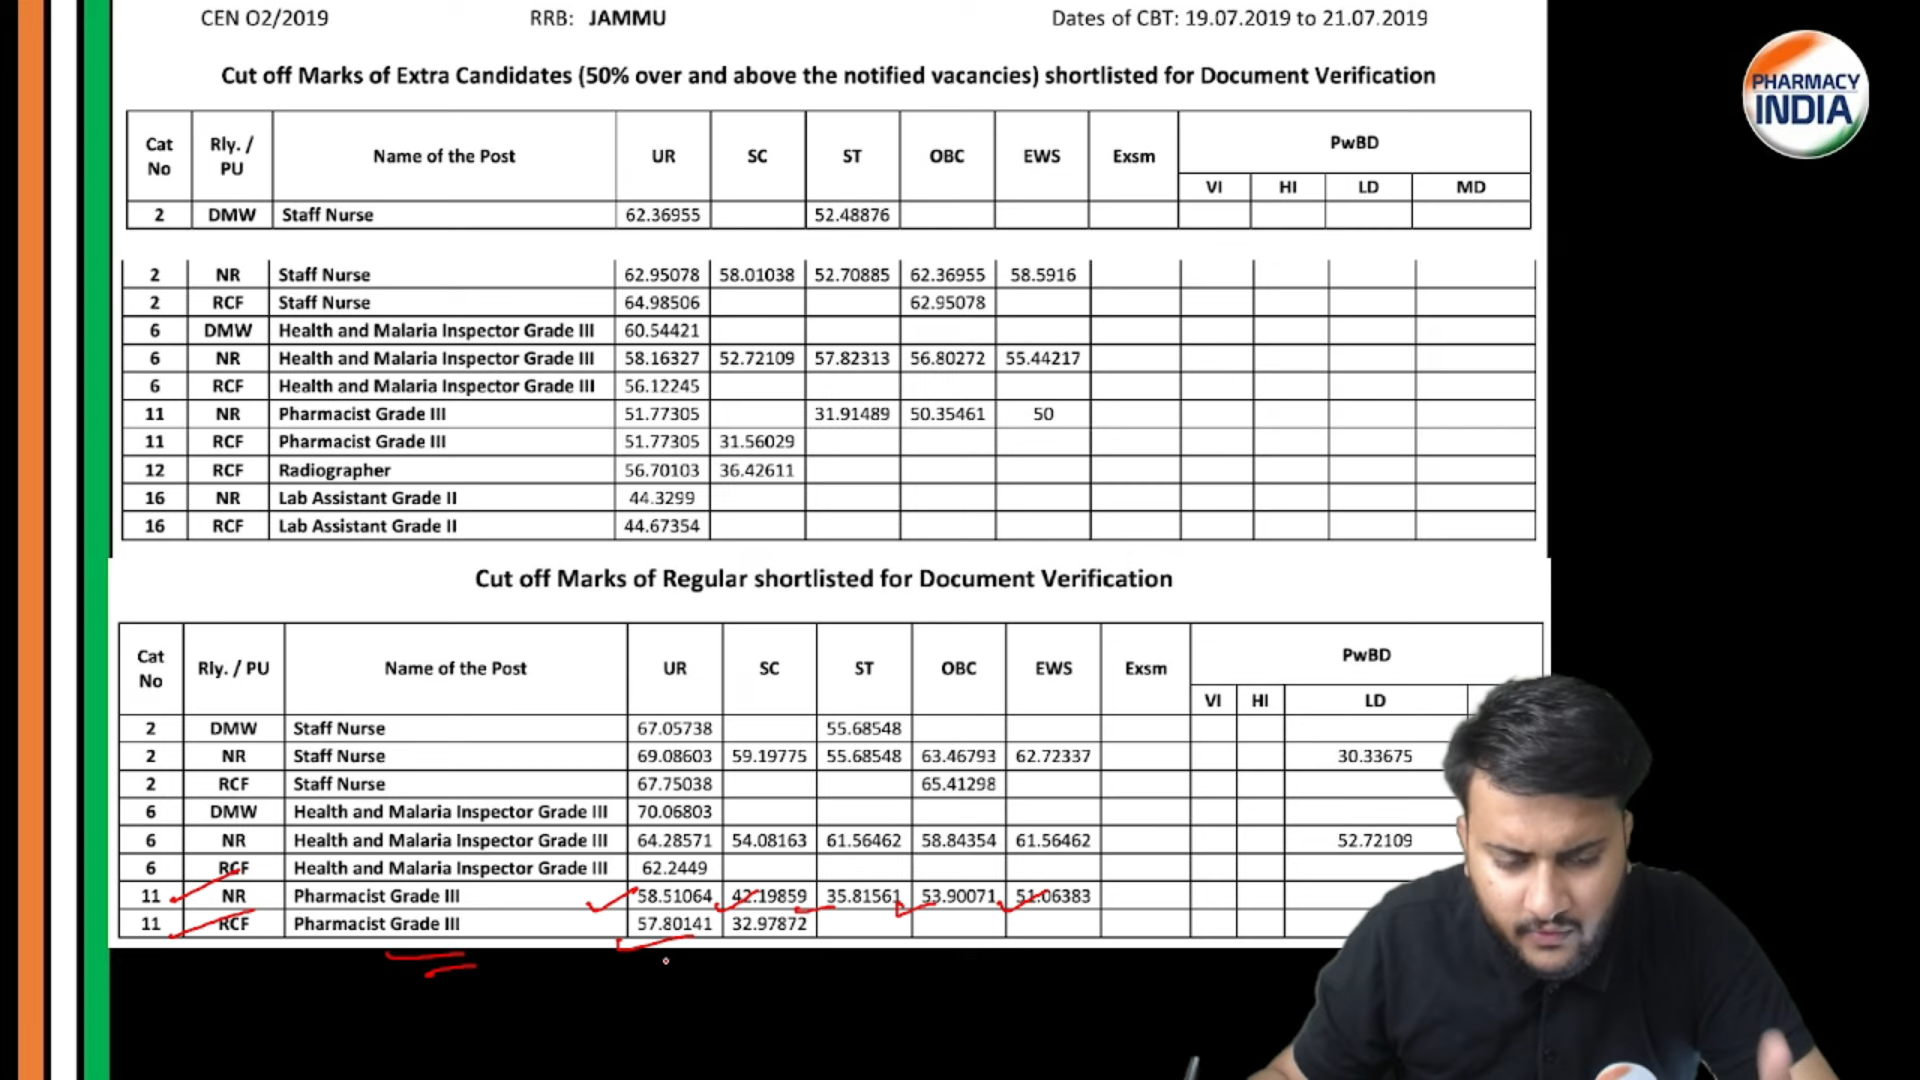 CEN O2/2019 RRB: JAMMU Dates of CBT: 19.07.2019 to 21.07.2019
PHARMACY
INDIA
Cut off Marks of Extra Candidates (50% over and above the notified vacancies) shortlisted for Document Verification
Cat No Rly. / PU Name of the Post UR SC ST OBC EWS Exsm PwBD
VI HI LD MD
2 DMW Staff Nurse 62.36955 52.48876
2 NR Staff Nurse 62.95078 58.01038 52.70885 62.36955 58.5916
2 RCF Staff Nurse 64.98506 62.95078
6 DMW Health and Malaria Inspector Grade III 60.54421
6 NR Health and Malaria Inspector Grade III 58.16327 52.72109 57.82313 56.80272 55.44217
6 RCF Health and Malaria Inspector Grade III 56.12245
11 NR Pharmacist Grade III 51.77305 31.91489 50.35461 50
11 RCF Pharmacist Grade III 51.77305 31.56029
12 RCF Radiographer 56.70103 36.42611
16 NR Lab Assistant Grade II 44.3299
16 RCF Lab Assistant Grade II 44.67354
Cut off Marks of Regular shortlisted for Document Verification
Cat No Rly. / PU Name of the Post UR SC ST OBC EWS Exsm PwBD
VI HI LD
2 DMW Staff Nurse 67.05738 55.68548
2 NR Staff Nurse 69.08603 59.19775 55.68548 63.46793 62.72337 30.33675
2 RCF Staff Nurse 67.75038 65.41298
6 DMW Health and Malaria Inspector Grade III 70.06803
6 NR Health and Malaria Inspector Grade III 64.28571 54.08163 61.56462 58.84354 61.56462 52.72109
6 RCF Health and Malaria Inspector Grade III 62.2449
11 NR Pharmacist Grade III 58.51064 42.19859 35.81561 53.90071 51.06383
11 RCF Pharmacist Grade III 57.80141 32.97872